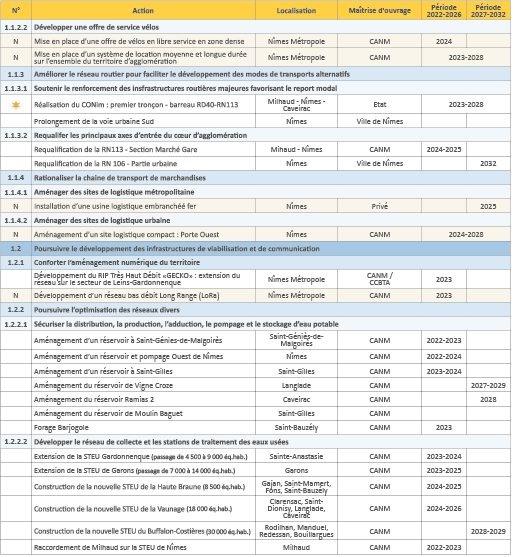 N° Action Localisation Maîtrise d'ouvrage Période 2022-2026 Période 2027-2032
1.1.2.2 Développer une offre de service vélos
N Mise en place d'une offre de vélos en libre service en zone dense Nîmes Métropole CANM 2024
N Mise en place d'un système de location moyenne et longue durée sur l'ensemble du territoire d'agglomération Nîmes Métropole CANM 2023-2028
1.1.3 Améliorer le réseau routier pour faciliter le développement des modes de transports alternatifs
1.1.3.1 Soutenir le renforcement des insfrastructures routières majeures favorisant le report modal
Réalisation du CONIm : premier tronçon - barreau RD40-RN113 Milhaud - Nîmes - Caveirac Etat 2023-2028
Prolongement de la voie urbaine Sud Nîmes Ville de Nîmes
1.1.3.2 Requalifer les principaux axes d'entrée du cœur d'agglomération
Requalification de la RN113 - Section Marché Gare Mihaud - Nîmes CANM 2024-2025
Requalification de la RN 106 - Partie urbaine Nîmes Ville de Nîmes 2032
1.1.4 Rationaliser la chaîne de transport de marchandises
1.1.4.1 Aménager des sites de logistique métropolitaine
N Installation d'une usine logistique embranchéé fer Nîmes Privé 2025
1.1.4.2 Aménager des sites de logistique urbaine
N Aménagement d'un site logistique compact : Porte Ouest Nîmes CANM 2024-2028
1.2 Poursuivre le développement des infrastructures de viabilisation et de communication
1.2.1 Conforter l'aménagement numérique du territoire
Développement du RIP Très Haut Débit «GECKO» : extension du réseau sur le secteur de Leins-Gardonnenque Nîmes Métropole CANM / CCBTA 2023
N Développement d'un réseau bas débit Long Range (LoRa) Nîmes Métropole CANM 2023
1.2.2 Poursuivre l'optimisation des réseaux divers
1.2.2.1 Sécuriser la distribution, la production, l'adduction, le pompage et le stockage d'eau potable
Aménagement d'un réservoir à Saint-Génies-de-Malgoirès Saint-Géniès-de-Malgoires CANM 2022-2023
Aménagement d'un réservoir et pompage Ouest de Nîmes Nîmes CANM 2022-2024
Aménagement d'un réservoir à Saint-Gilles Saint-Gilles CANM 2023-2024
Aménagement du réservoir de Vigne Croze Langlade CANM 2027-2029
Aménagement du réservoir Ramias 2 Caveirac CANM 2028
Aménagement du réservoir de Moulin Baguet Saint-Gilles CANM
Forage Barjogole Saint-Bauzély CANM 2023
1.2.2.2 Développer le réseau de collecte et les stations de traitement des eaux usées
Extension de la STEU Gardonnenque (passage de 4 500 à 9 000 éq.hab.) Sainte-Anastasie CANM 2023-2024
Extension de la STEU de Garons (passage de 7 000 à 14 000 éq.hab.) Garons CANM 2023-2025
Construction de la nouvelle STEU de la Haute Braune (8 500 éq.hab.) Gajan, Saint-Mamert, Fons, Saint-Bauzely CANM 2024-2025
Construction de la nouvelle STEU de la Vaunage (18 000 éq.hab.) Clarensac, Saint-Dionisy, Langlade, Caveirac CANM 2024-2026
Construction de la nouvelle STEU du Buffalon-Costières (30 000 éq.hab.) Rodilhan, Manduel, Redessan, Bouillargues CANM 2028-2029
Raccordement de Milhaud sur la STEU de Nîmes Milhaud CANM 2022-2023